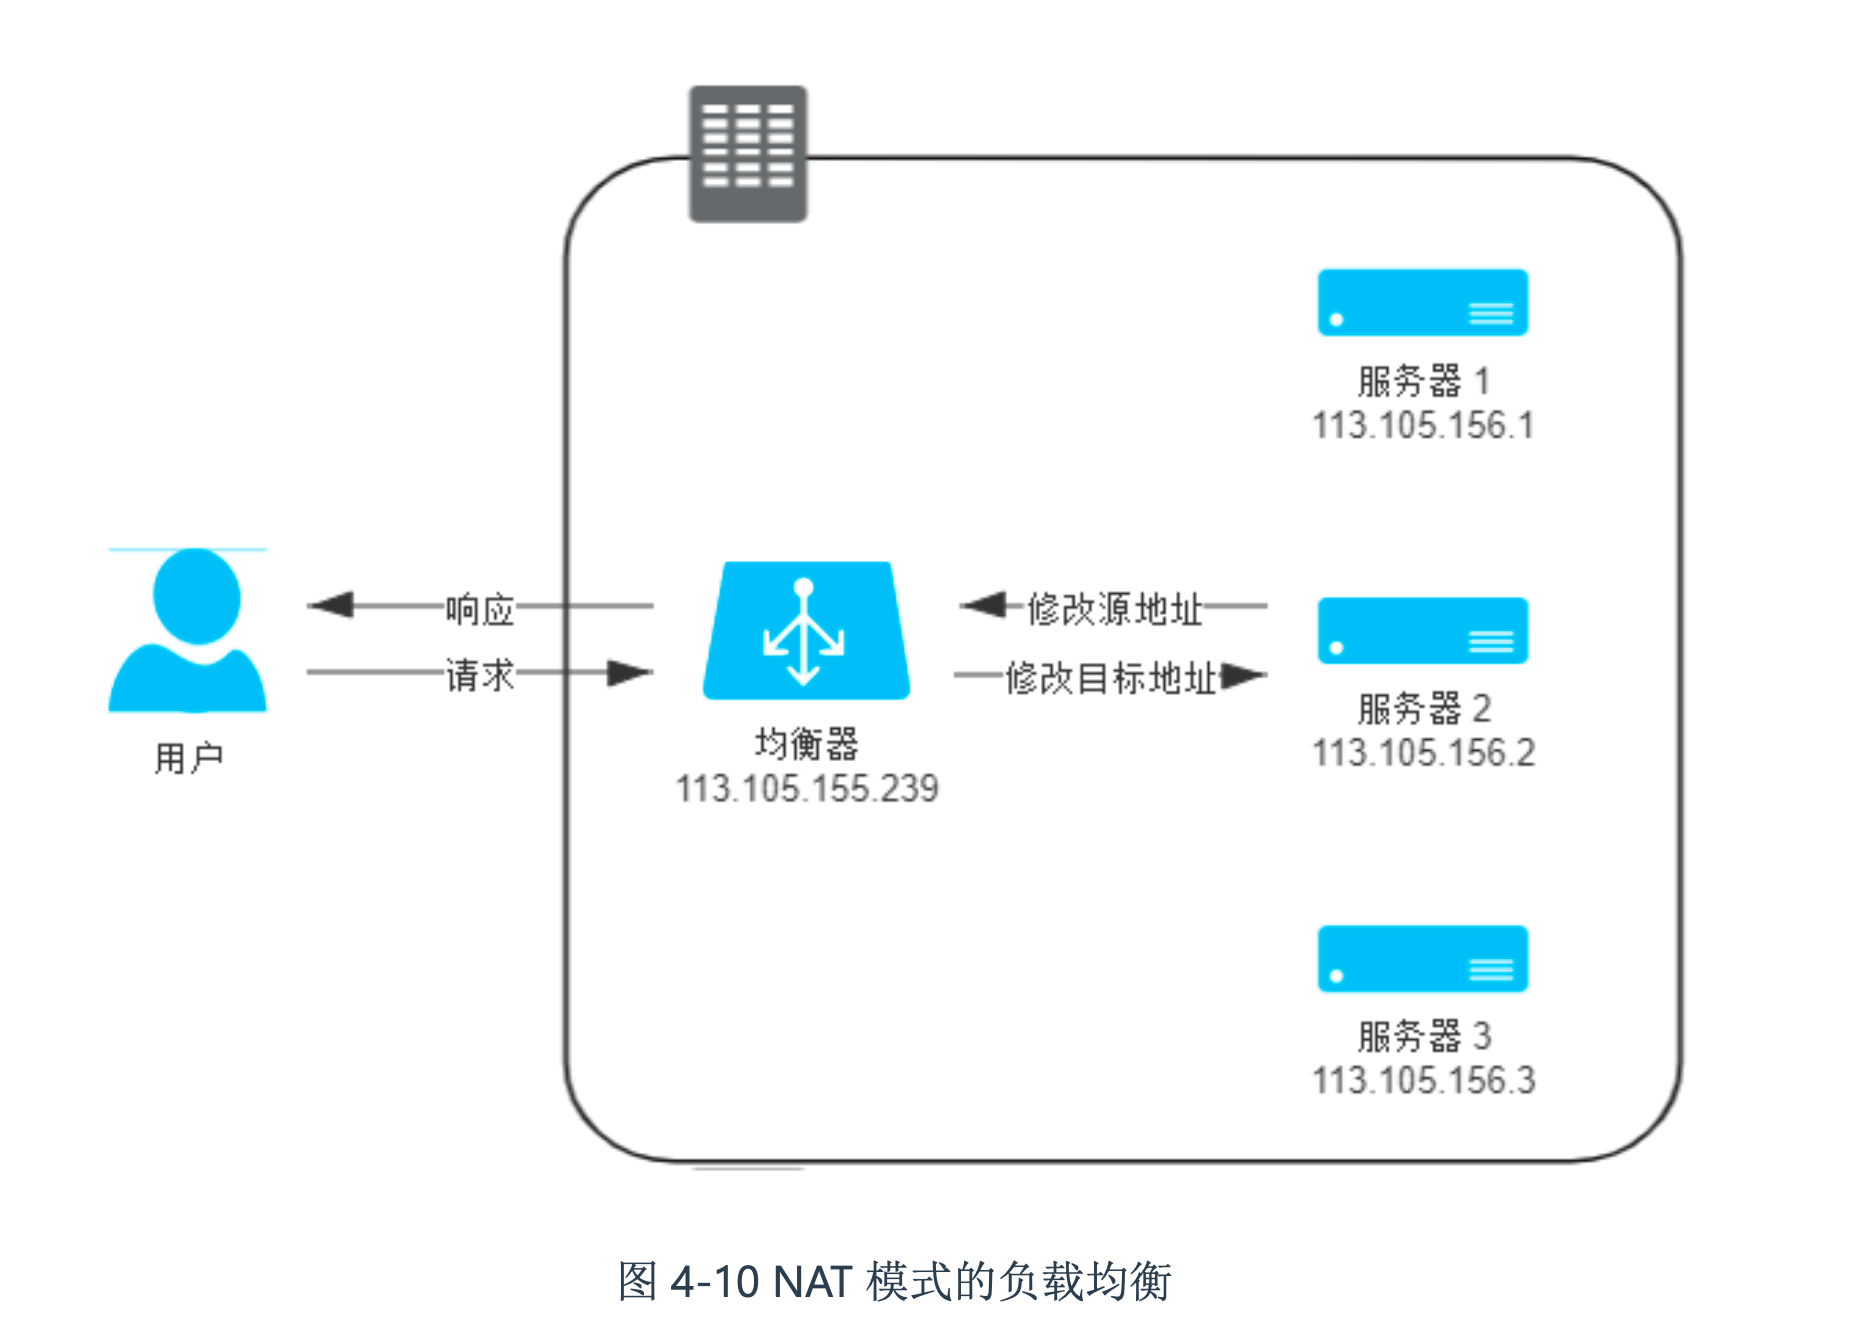 服务器 1
113.105.156.1
响应
请求
修改源地址
修改目标地址
用户
均衡器
113.105.155.239
服务器 2
113.105.156.2
服务器 3
113.105.156.3
图 4-10 NAT 模式的负载均衡